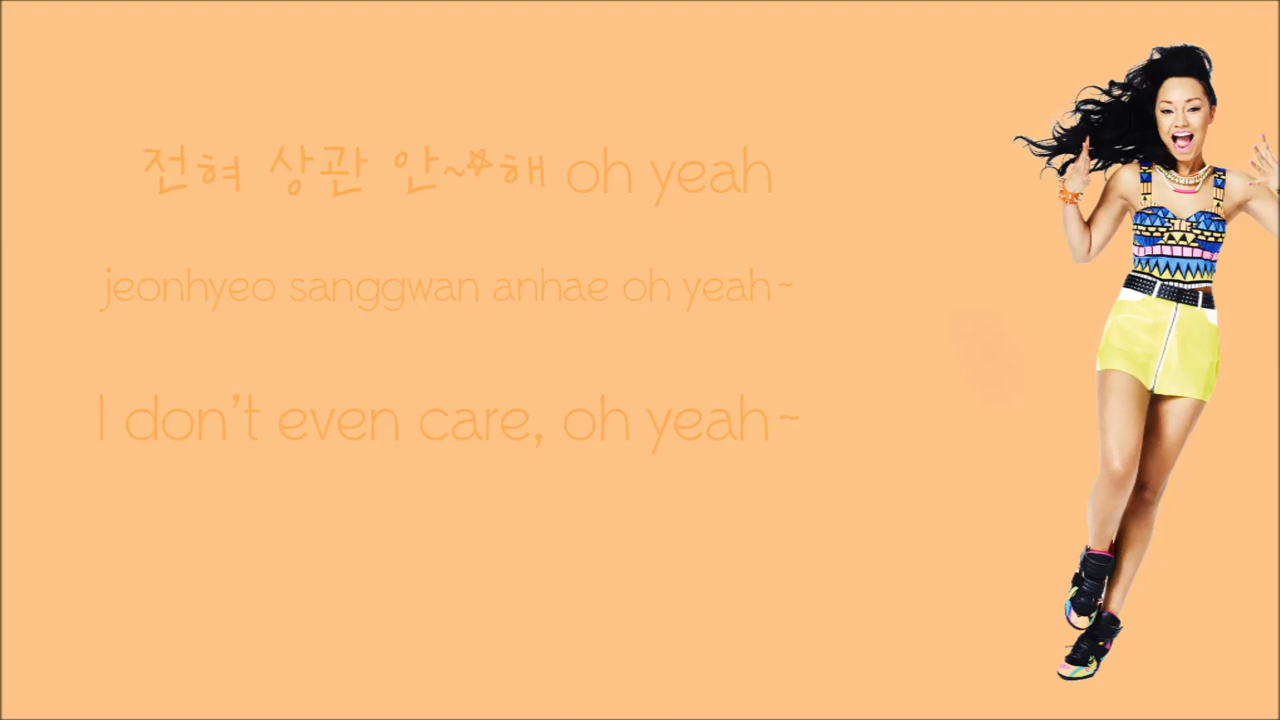 전혀 상관 안~☆해 oh yeah
jeonhyeo sanggwan anhae oh yeah~
I don't even care, oh yeah~